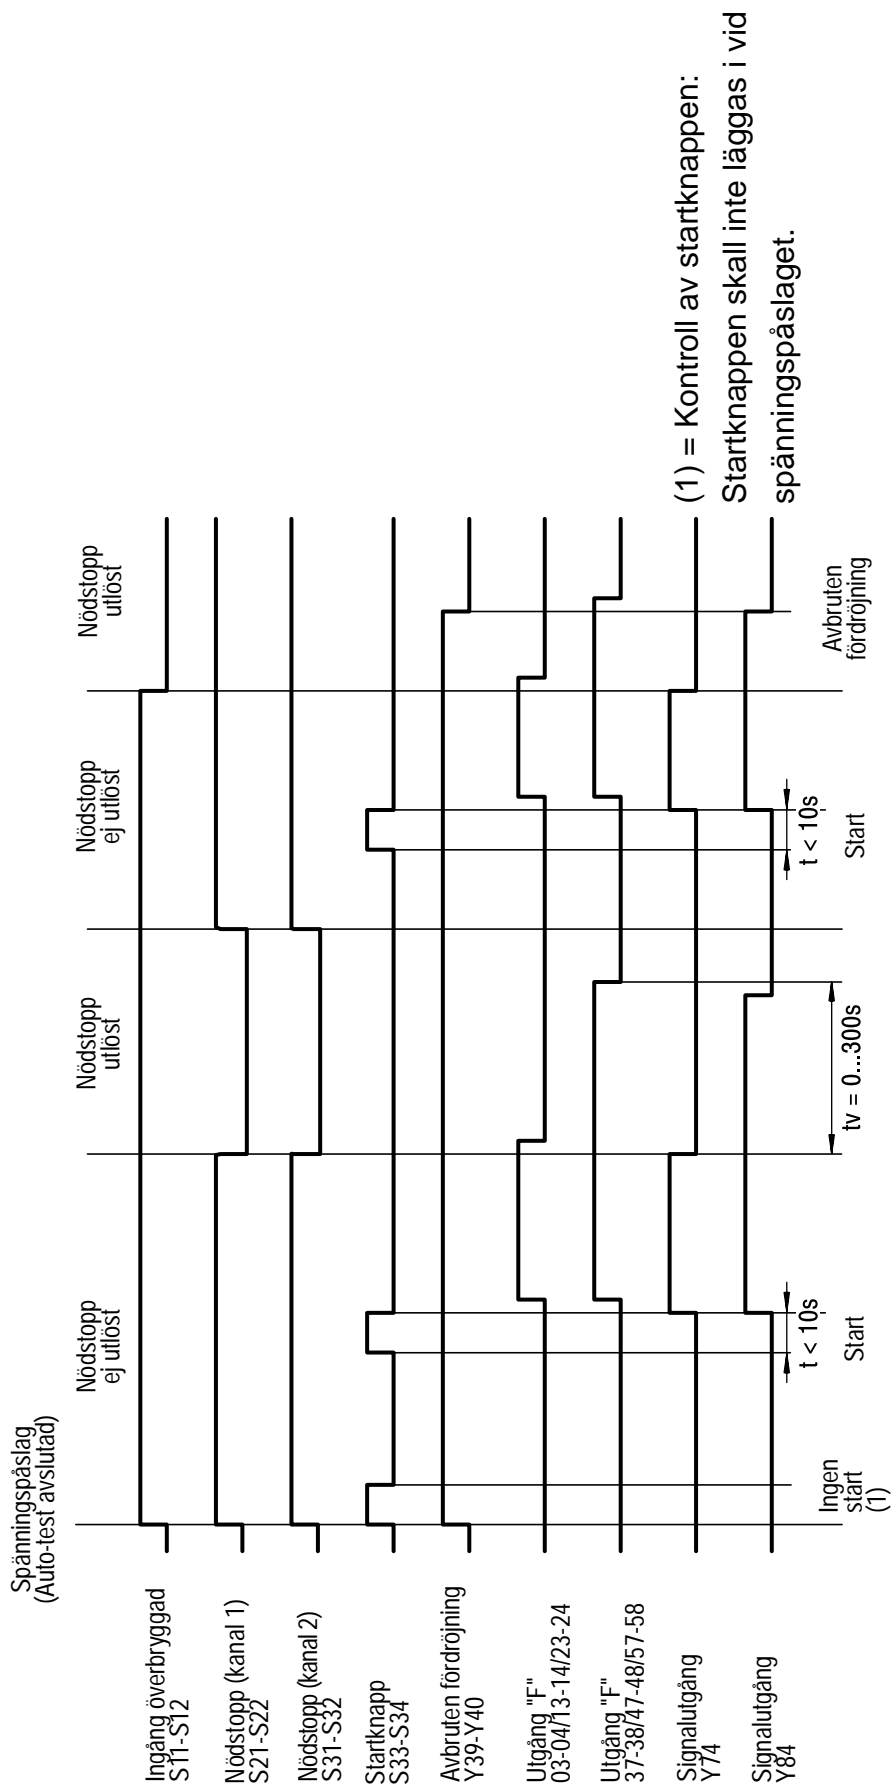 Spänningspåslag
(Auto-test avslutad)
Nödstopp
ej utlöst
Nödstopp
utlöst
Nödstopp
ej utlöst
Nödstopp
utlöst
Ingång överbryggad
S11-S12
Nödstopp (kanal 1)
S21-S22
Nödstopp (kanal 2)
S31-S32
Startknapp
S33-S34
Avbruten fördröjning
Y39-Y40
Utgång "F"
03-04/13-14/23-24
Utgång "F"
37-38/47-48/57-58
Signalutgång
Y74
Signalutgång
Y84
t < 10s
tv = 0...300s
t < 10s
Ingen
start
(1)
Start
Start
Avbruten
fördröjning
(1) = Kontroll av startknappen:
Startknappen skall inte läggas i vid
spänningspåslaget.